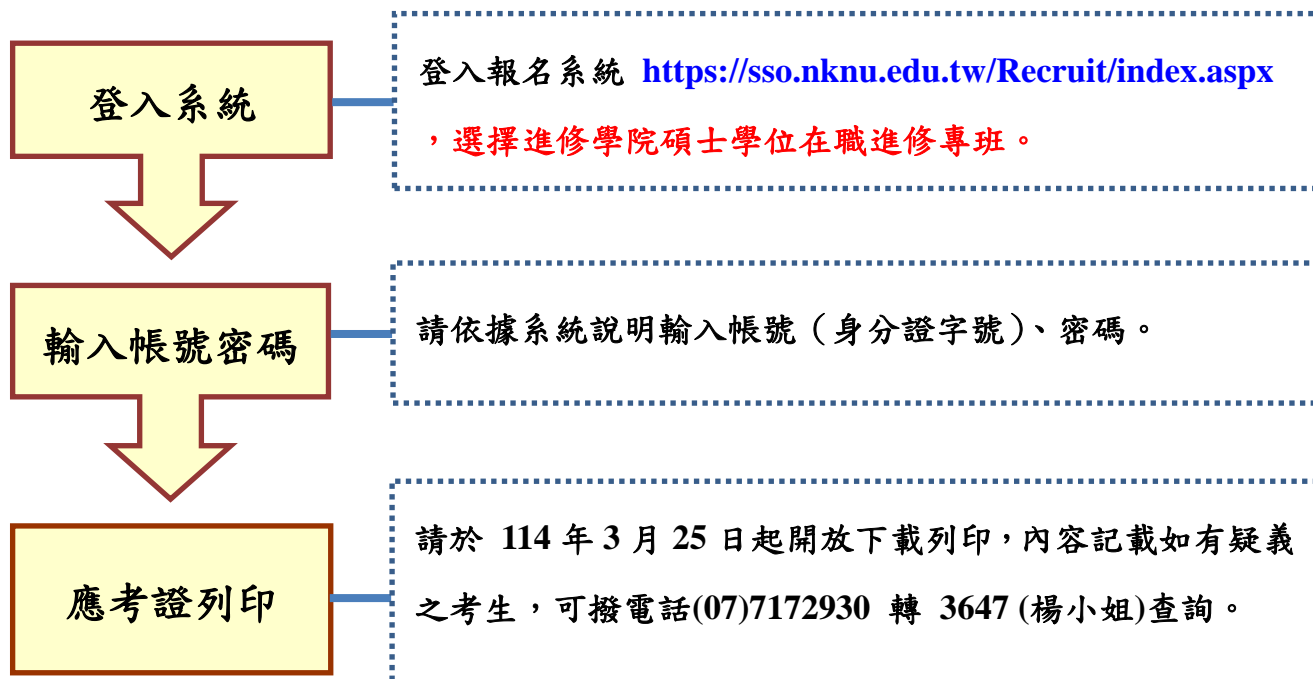 登入系統
登入報名系統 https://sso.nknu.edu.tw/Recruit/index.aspx
，選擇進修學院碩士學位在職進修專班。
輸入帳號密碼
請依據系統說明輸入帳號（身分證字號）、密碼。
應考證列印
請於 114 年 3 月 25 日起開放下載列印，內容記載如有疑義
之考生，可撥電話(07)7172930 轉 3647 (楊小姐)查詢。